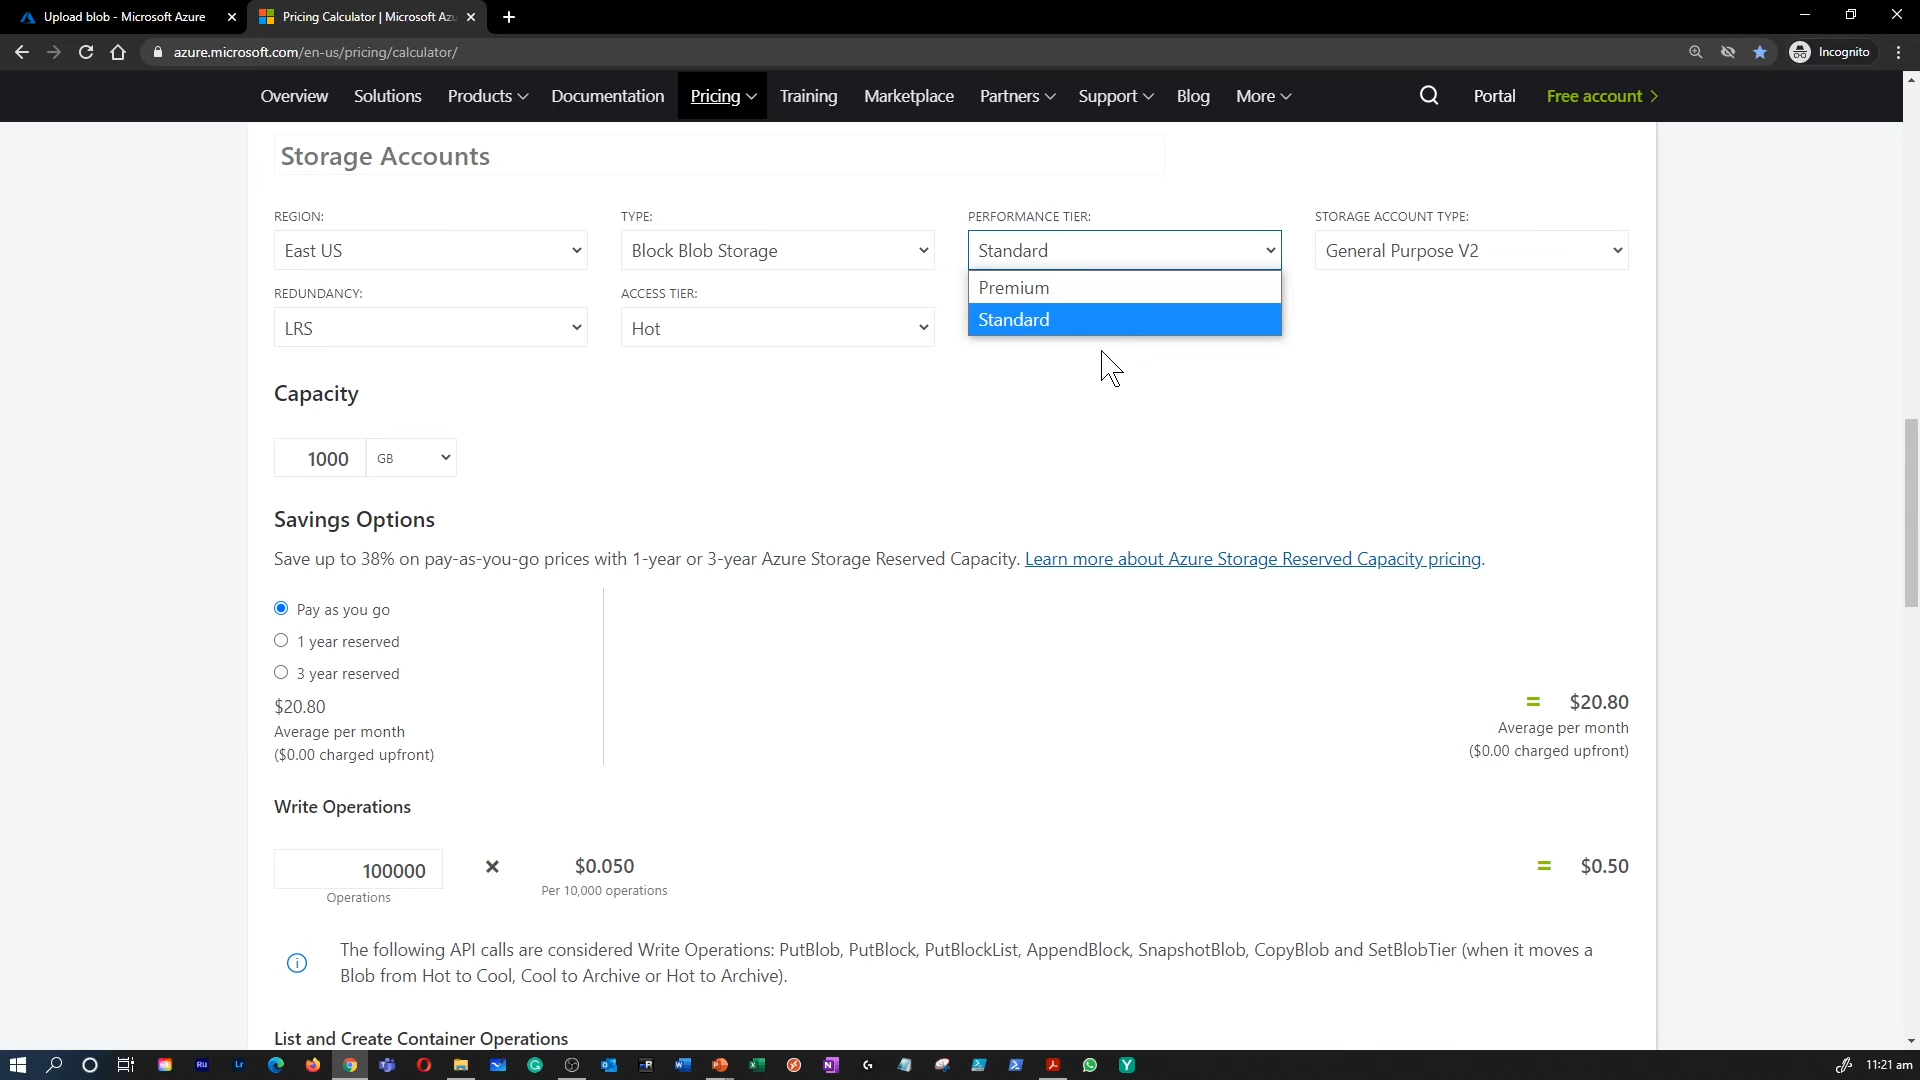 Upload blob - Microsoft Azure
Pricing Calculator | Microsoft Azu
azure.microsoft.com/en-us/pricing/calculator/
Incognito
Overview Solutions Products Documentation Pricing Training Marketplace Partners Support Blog More Portal Free account
Storage Accounts
REGION: TYPE: PERFORMANCE TIER: STORAGE ACCOUNT TYPE:
East US Block Blob Storage Standard General Purpose V2
Premium
REDUNDANCY: ACCESS TIER:
LRS Hot Standard
Capacity
1000 GB
Savings Options
Save up to 38% on pay-as-you-go prices with 1-year or 3-year Azure Storage Reserved Capacity. Learn more about Azure Storage Reserved Capacity pricing.
Pay as you go
1 year reserved
3 year reserved
$20.80
Average per month
($0.00 charged upfront)
= $20.80
Average per month
($0.00 charged upfront)
Write Operations
100000 × $0.050 = $0.50
Operations Per 10,000 operations
The following API calls are considered Write Operations: PutBlob, PutBlock, PutBlockList, AppendBlock, SnapshotBlob, CopyBlob and SetBlobTier (when it moves a
Blob from Hot to Cool, Cool to Archive or Hot to Archive).
List and Create Container Operations
Ru Lr 11:21 am